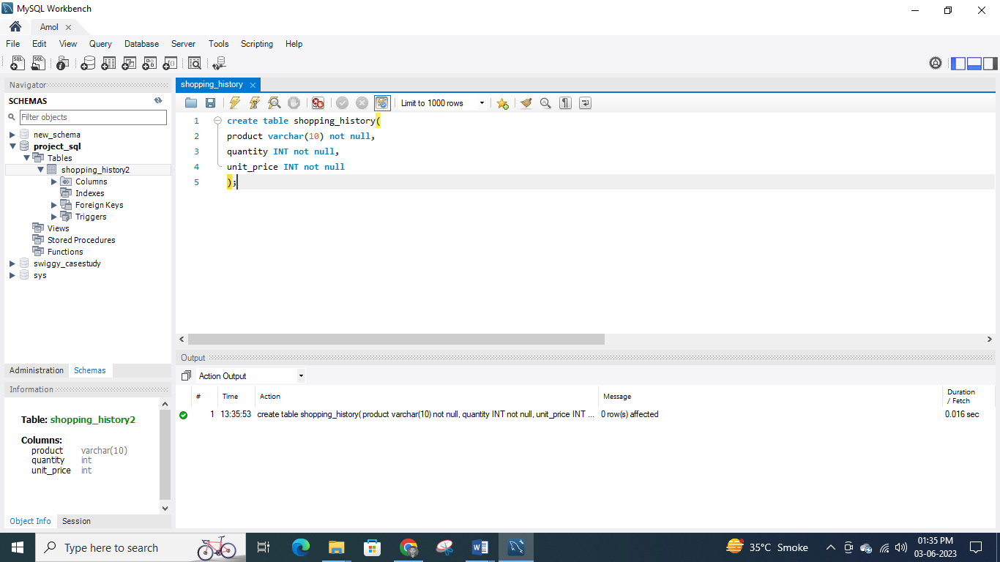 MySQL Workbench
Amol
File Edit View Query Database Server Tools Scripting Help
Navigator
SCHEMAS
Filter objects
new_schema
project_sql
Tables
shopping_history2
Columns
Indexes
Foreign Keys
Triggers
Views
Stored Procedures
Functions
swiggy_casestudy
sys
Administration Schemas
Information
Table: shopping_history2
Columns:
product varchar(10)
quantity int
unit_price int
Object Info Session
shopping_history
Limit to 1000 rows
1 create table shopping_history(
2 product varchar(10) not null,
3 quantity INT not null,
4 unit_price INT not null
5 );
Output
Action Output
# Time Action Message Duration / Fetch
1 13:35:53 create table shopping_history( product varchar(10) not null, quantity INT not null, unit_price INT ... 0 row(s) affected 0.016 sec
Type here to search
35°C Smoke
01:35 PM
03-06-2023